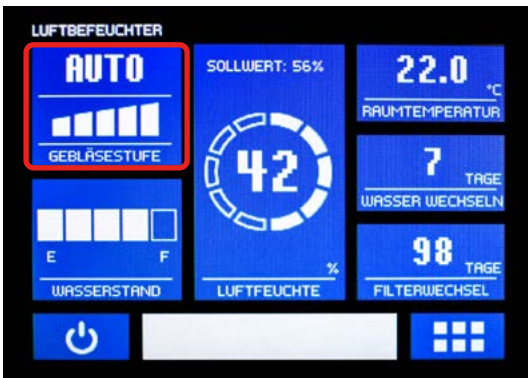 LUFTBEFEUCHTER
AUTO
GEBLÄSESTUFE
E F
WASSERSTAND
SOLLWERT: 56%
42
%
LUFTFEUCHTE
22.0 °C
RAUMTEMPERATUR
7 TAGE
WASSER WECHSELN
98 TAGE
FILTERWECHSEL